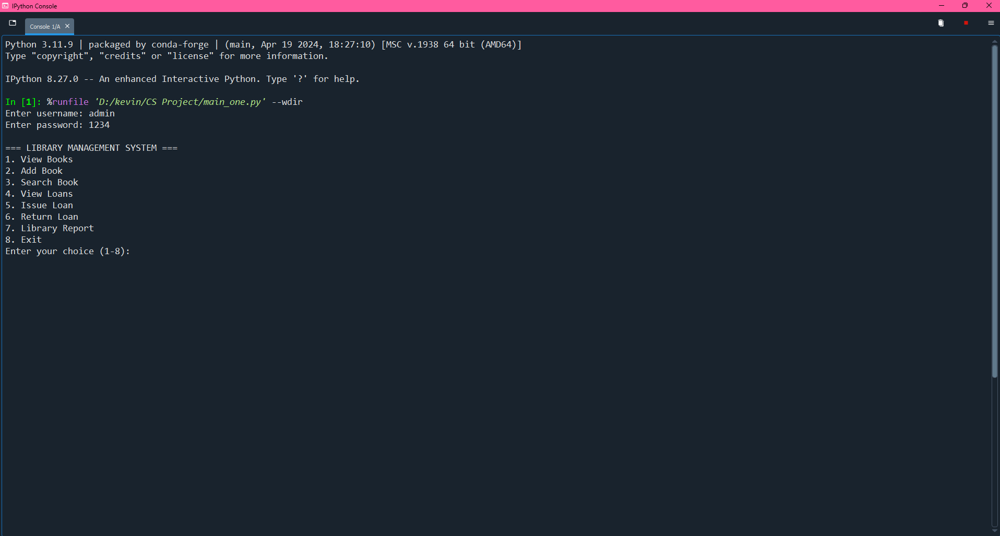 IPython Console
Console 1/A
Python 3.11.9 | packaged by conda-forge | (main, Apr 19 2024, 18:27:10) [MSC v.1938 64 bit (AMD64)]
Type "copyright", "credits" or "license" for more information.
IPython 8.27.0 -- An enhanced Interactive Python. Type '?' for help.
In [1]: %runfile 'D:/kevin/CS Project/main_one.py' --wdir
Enter username: admin
Enter password: 1234
=== LIBRARY MANAGEMENT SYSTEM ===
1. View Books
2. Add Book
3. Search Book
4. View Loans
5. Issue Loan
6. Return Loan
7. Library Report
8. Exit
Enter your choice (1-8):